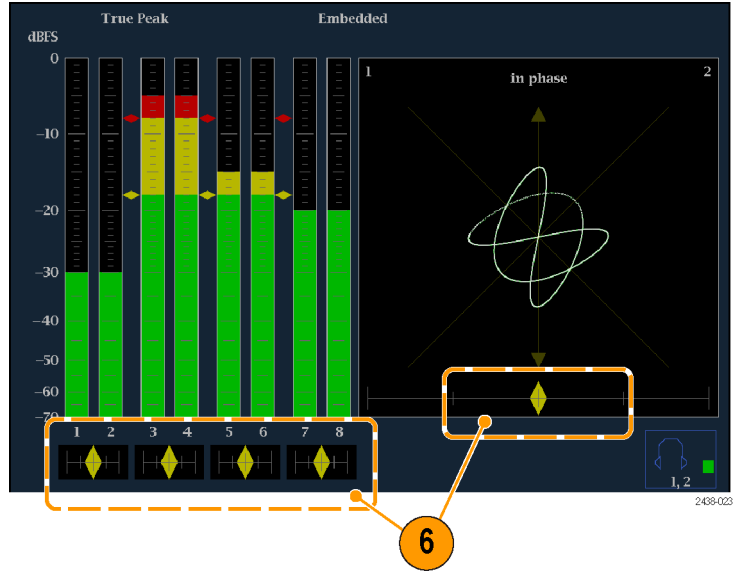 True Peak
Embedded
dBFS
0
–10
–20
–30
–40
–50
–60
–70
1 2 3 4 5 6 7 8
1
in phase
2
1, 2
2438-023
6